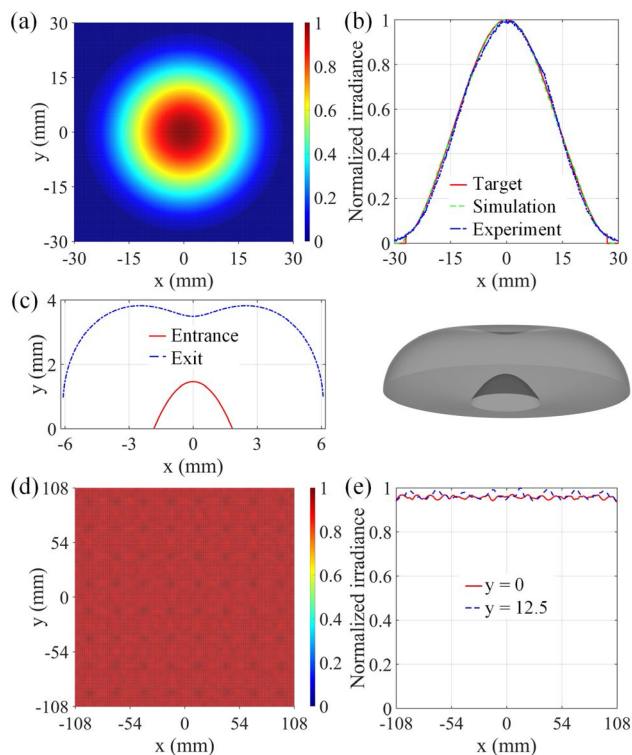 (a)
30
15
0
-15
-30
y (mm)
-30 -15 0 15 30
x (mm)
1
0.8
0.6
0.4
0.2
0
(b)
1
0.8
0.6
0.4
0.2
0
Normalized irradiance
Target
Simulation
Experiment
-30 -15 0 15 30
x (mm)
(c)
4
2
0
y (mm)
Entrance
Exit
-6 -3 0 3 6
x (mm)
(d)
108
54
0
-54
-108
y (mm)
-108 -54 0 54 108
x (mm)
1
0.8
0.6
0.4
0.2
0
(e)
1
0.8
0.6
0.4
0.2
0
Normalized irradiance
y = 0
y = 12.5
-108 -54 0 54 108
x (mm)